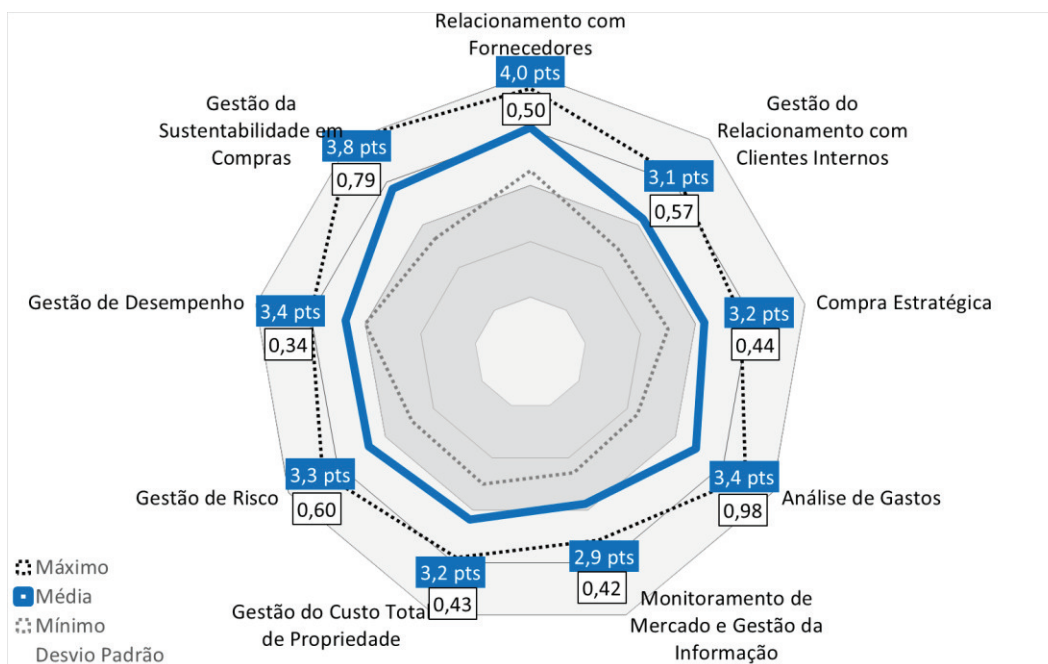 Relacionamento com
Fornecedores
4,0 pts
0,50
Gestão do
Relacionamento com
Clientes Internos
3,1 pts
0,57
Compra Estratégica
3,2 pts
0,44
Análise de Gastos
3,4 pts
0,98
Monitoramento de
Mercado e Gestão da
Informação
2,9 pts
0,42
Gestão do Custo Total
de Propriedade
3,2 pts
0,43
Gestão de Risco
3,3 pts
0,60
Gestão de Desempenho
3,4 pts
0,34
Gestão da
Sustentabilidade em
Compras
3,8 pts
0,79
Máximo
Média
Mínimo
Desvio Padrão